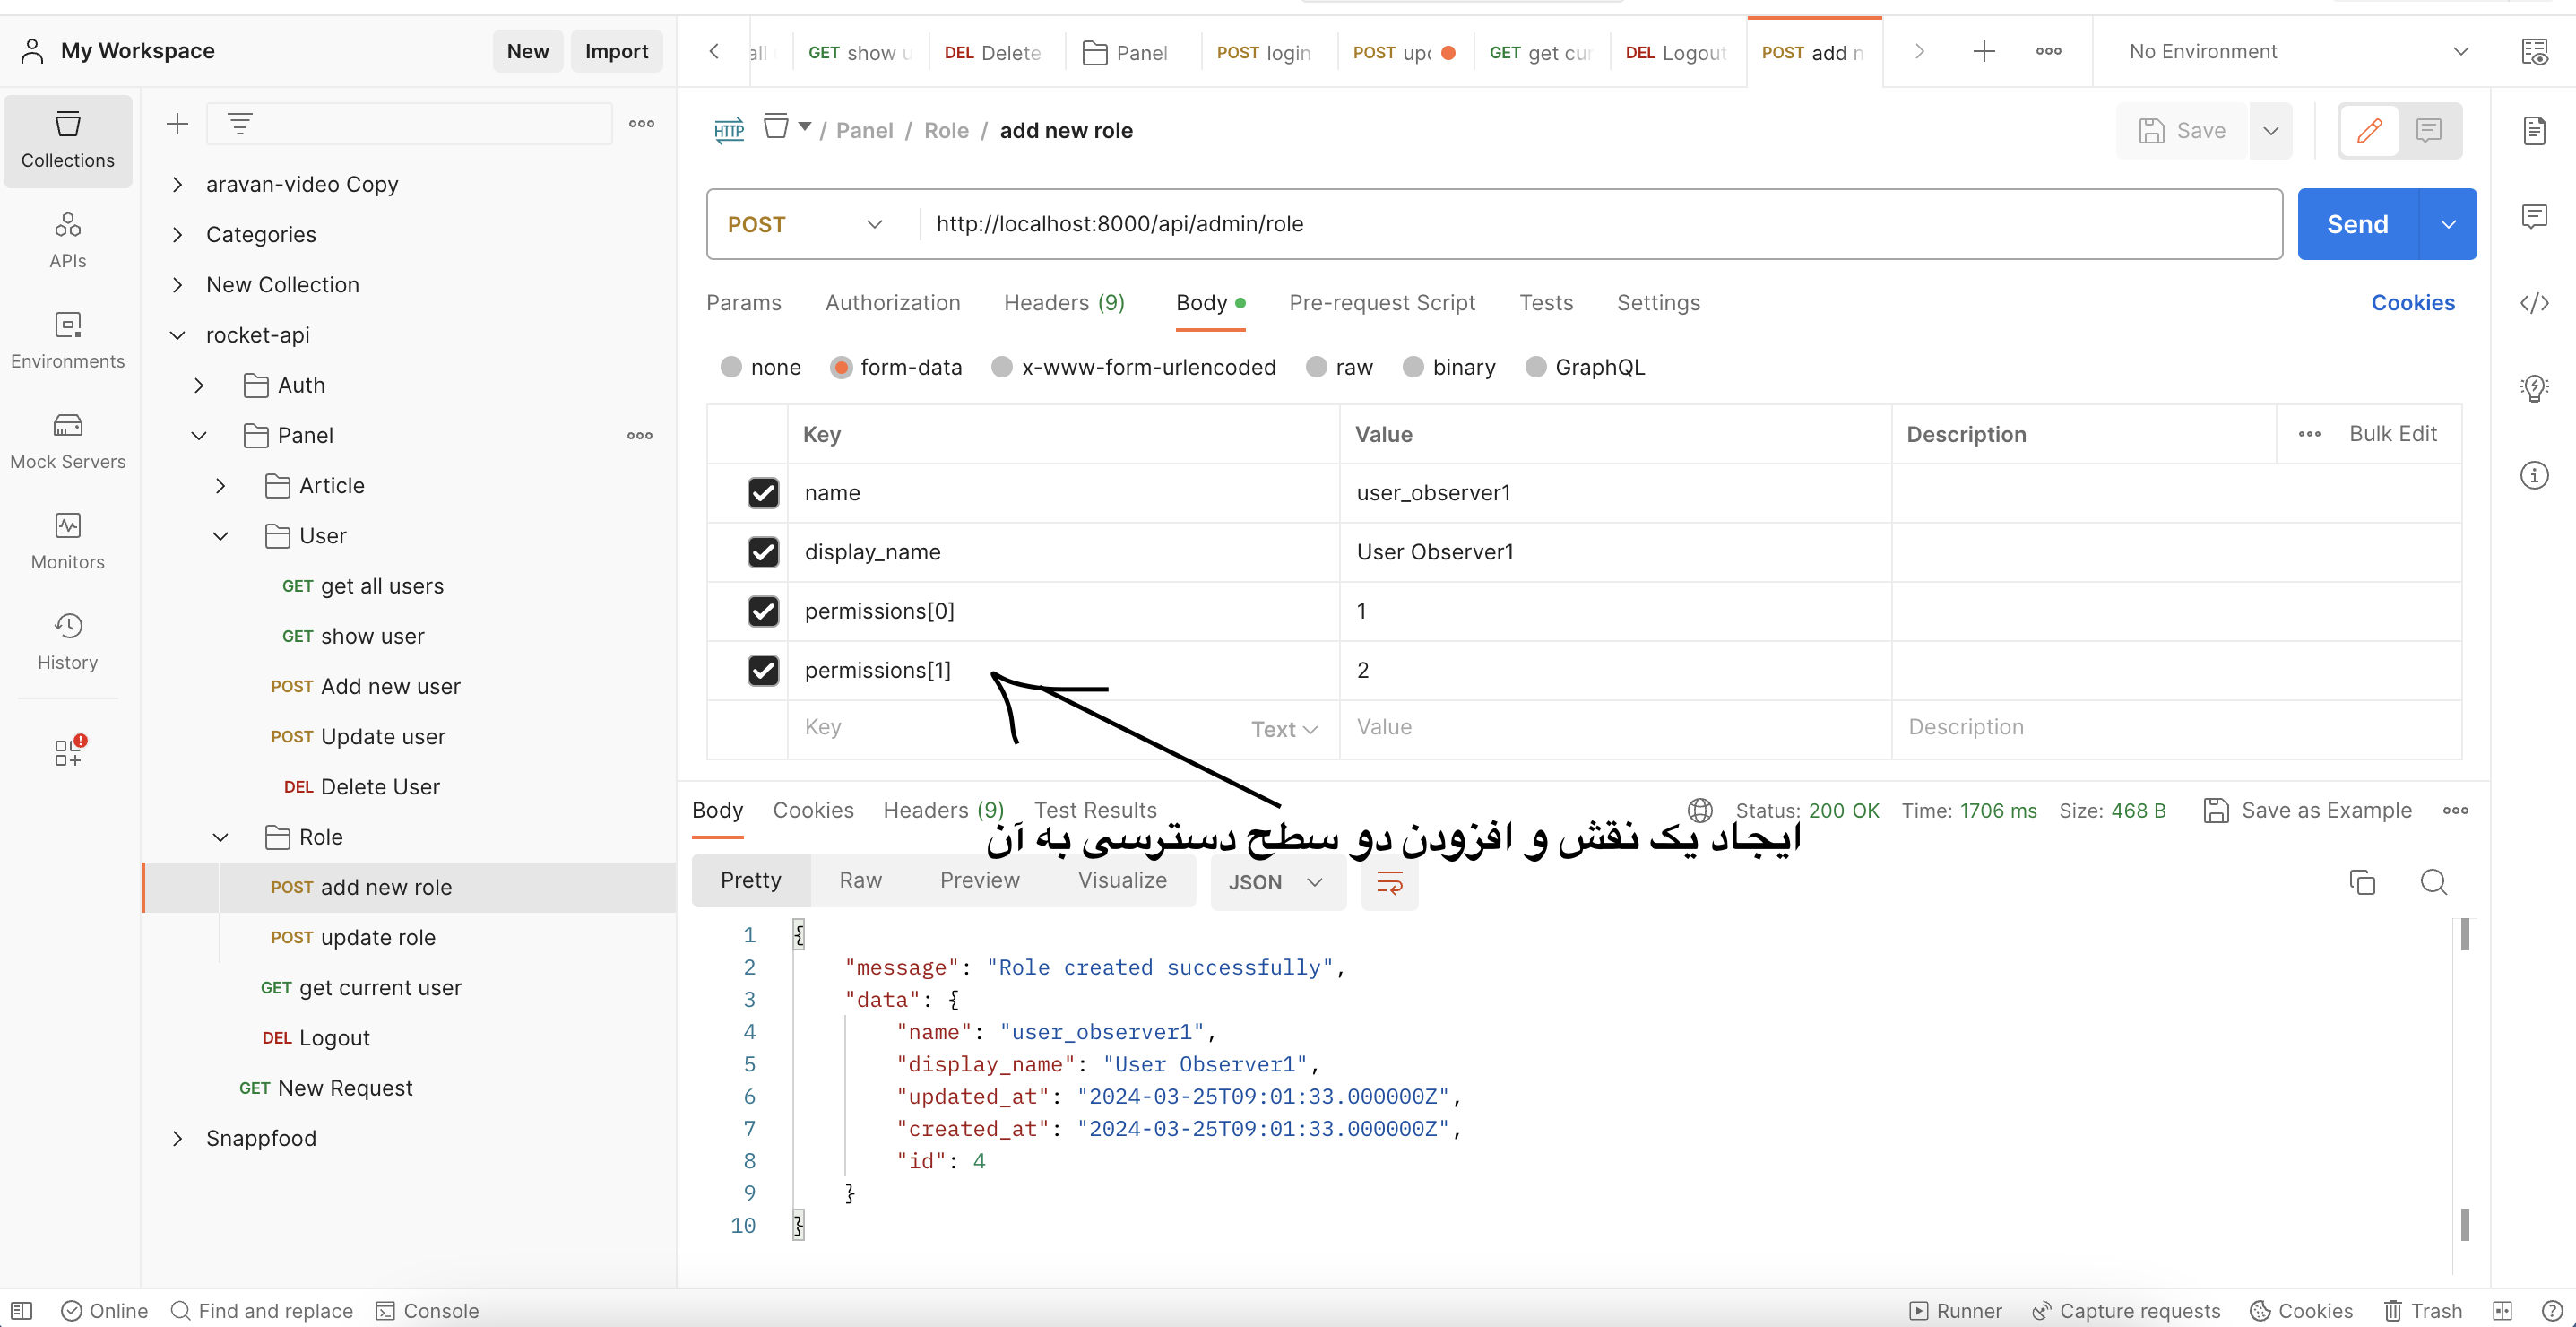 My Workspace
New
Import
GET show u
DEL Delete
Panel
POST login
POST upd
GET get cur
DEL Logout
POST add n
No Environment
Collections
APIs
Environments
Mock Servers
Monitors
History
aravan-video Copy
Categories
New Collection
rocket-api
Auth
Panel
Article
User
GET get all users
GET show user
POST Add new user
POST Update user
DEL Delete User
Role
POST add new role
POST update role
GET get current user
DEL Logout
GET New Request
Snappfood
HTTP / Panel / Role / add new role
Save
POST http://localhost:8000/api/admin/role
Send
Params Authorization Headers (9) Body Pre-request Script Tests Settings Cookies
none form-data x-www-form-urlencoded raw binary GraphQL
Key Value Description Bulk Edit
name user_observer1
display_name User Observer1
permissions[0] 1
permissions[1] 2
Key Text Value Description
Body Cookies Headers (9) Test Results Status: 200 OK Time: 1706 ms Size: 468 B Save as Example
ایجاد یک نقش و افزودن دو سطح دسترسی به آن
Pretty Raw Preview Visualize JSON
1 {
2 "message": "Role created successfully",
3 "data": {
4 "name": "user_observer1",
5 "display_name": "User Observer1",
6 "updated_at": "2024-03-25T09:01:33.000000Z",
7 "created_at": "2024-03-25T09:01:33.000000Z",
8 "id": 4
9 }
10 }
Online Find and replace Console Runner Capture requests Cookies Trash